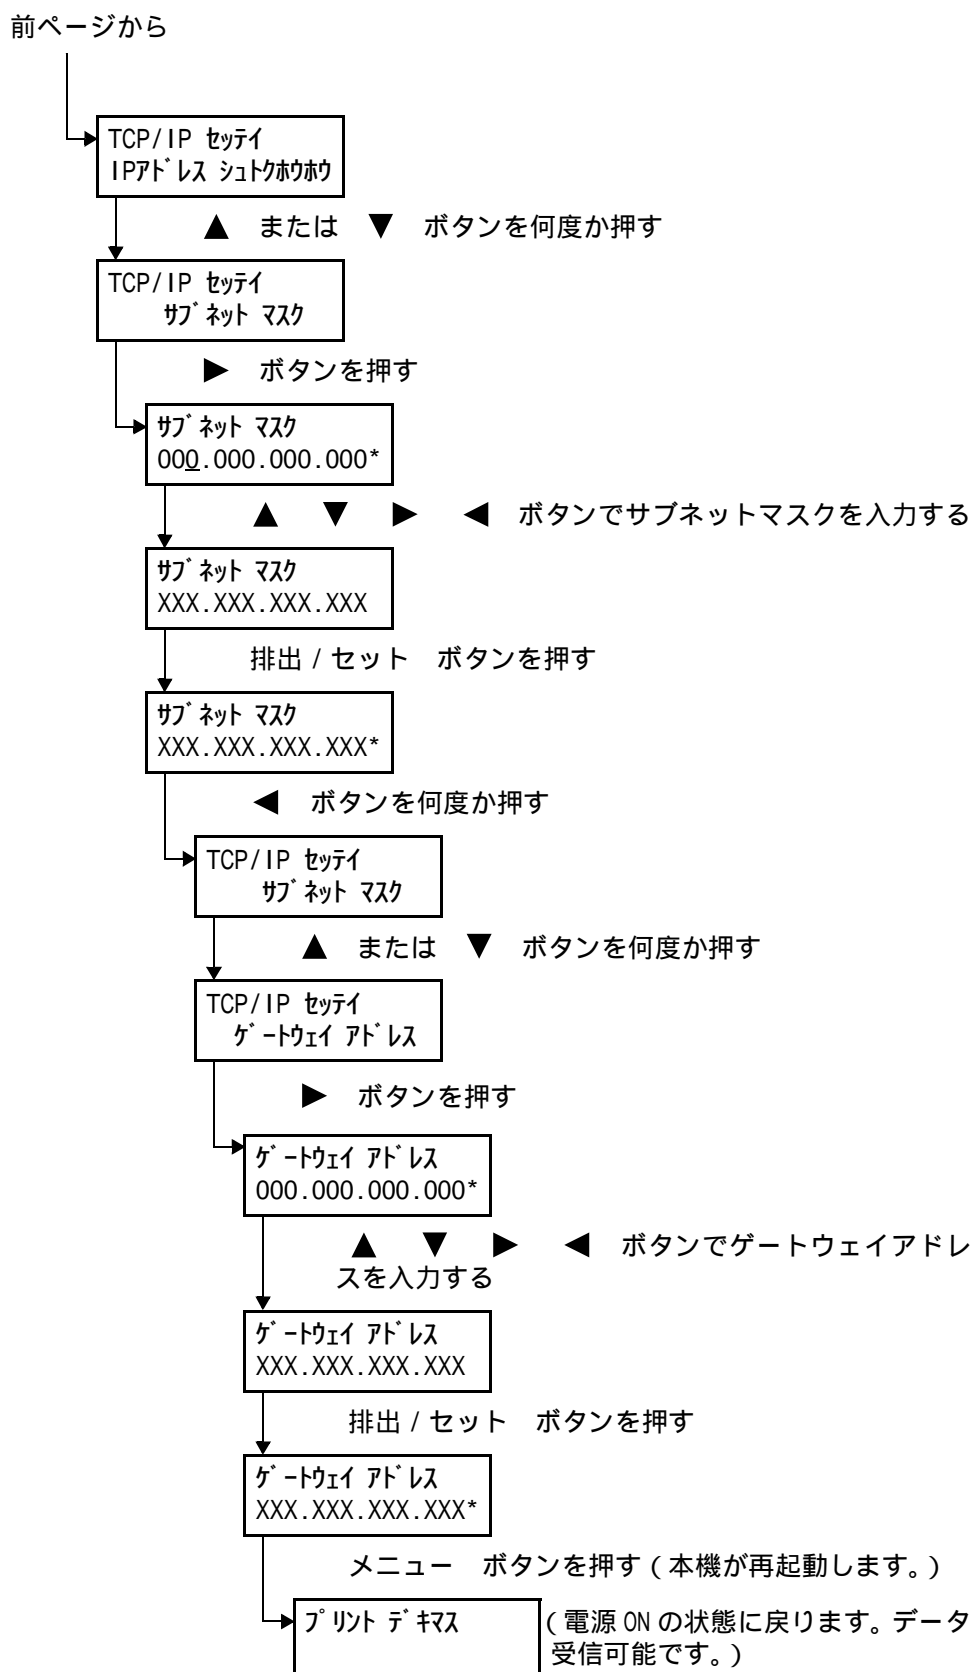 前ページから
TCP/IP ｾｯﾃｲ
IPｱﾄﾞﾚｽ ｼｭﾄｸﾎｳﾎｳ
▲ または ▼ ボタンを何度か押す
TCP/IP ｾｯﾃｲ
ｻﾌﾞﾈｯﾄ ﾏｽｸ
▶ ボタンを押す
ｻﾌﾞﾈｯﾄ ﾏｽｸ
000.000.000.000*
▲ ▼ ▶ ◀ ボタンでサブネットマスクを入力する
ｻﾌﾞﾈｯﾄ ﾏｽｸ
XXX.XXX.XXX.XXX
排出 / セット ボタンを押す
ｻﾌﾞﾈｯﾄ ﾏｽｸ
XXX.XXX.XXX.XXX*
◀ ボタンを何度か押す
TCP/IP ｾｯﾃｲ
ｻﾌﾞﾈｯﾄ ﾏｽｸ
▲ または ▼ ボタンを何度か押す
TCP/IP ｾｯﾃｲ
ｹﾞｰﾄｳｪｲ ｱﾄﾞﾚｽ
▶ ボタンを押す
ｹﾞｰﾄｳｪｲ ｱﾄﾞﾚｽ
000.000.000.000*
▲ ▼ ▶ ◀ ボタンでゲートウェイアドレ
スを入力する
ｹﾞｰﾄｳｪｲ ｱﾄﾞﾚｽ
XXX.XXX.XXX.XXX
排出 / セット ボタンを押す
ｹﾞｰﾄｳｪｲ ｱﾄﾞﾚｽ
XXX.XXX.XXX.XXX*
メニュー ボタンを押す ( 本機が再起動します。)
ﾌﾟﾘﾝﾄ ﾃﾞｷﾏｽ
( 電源 ON の状態に戻ります。データ
受信可能です。)